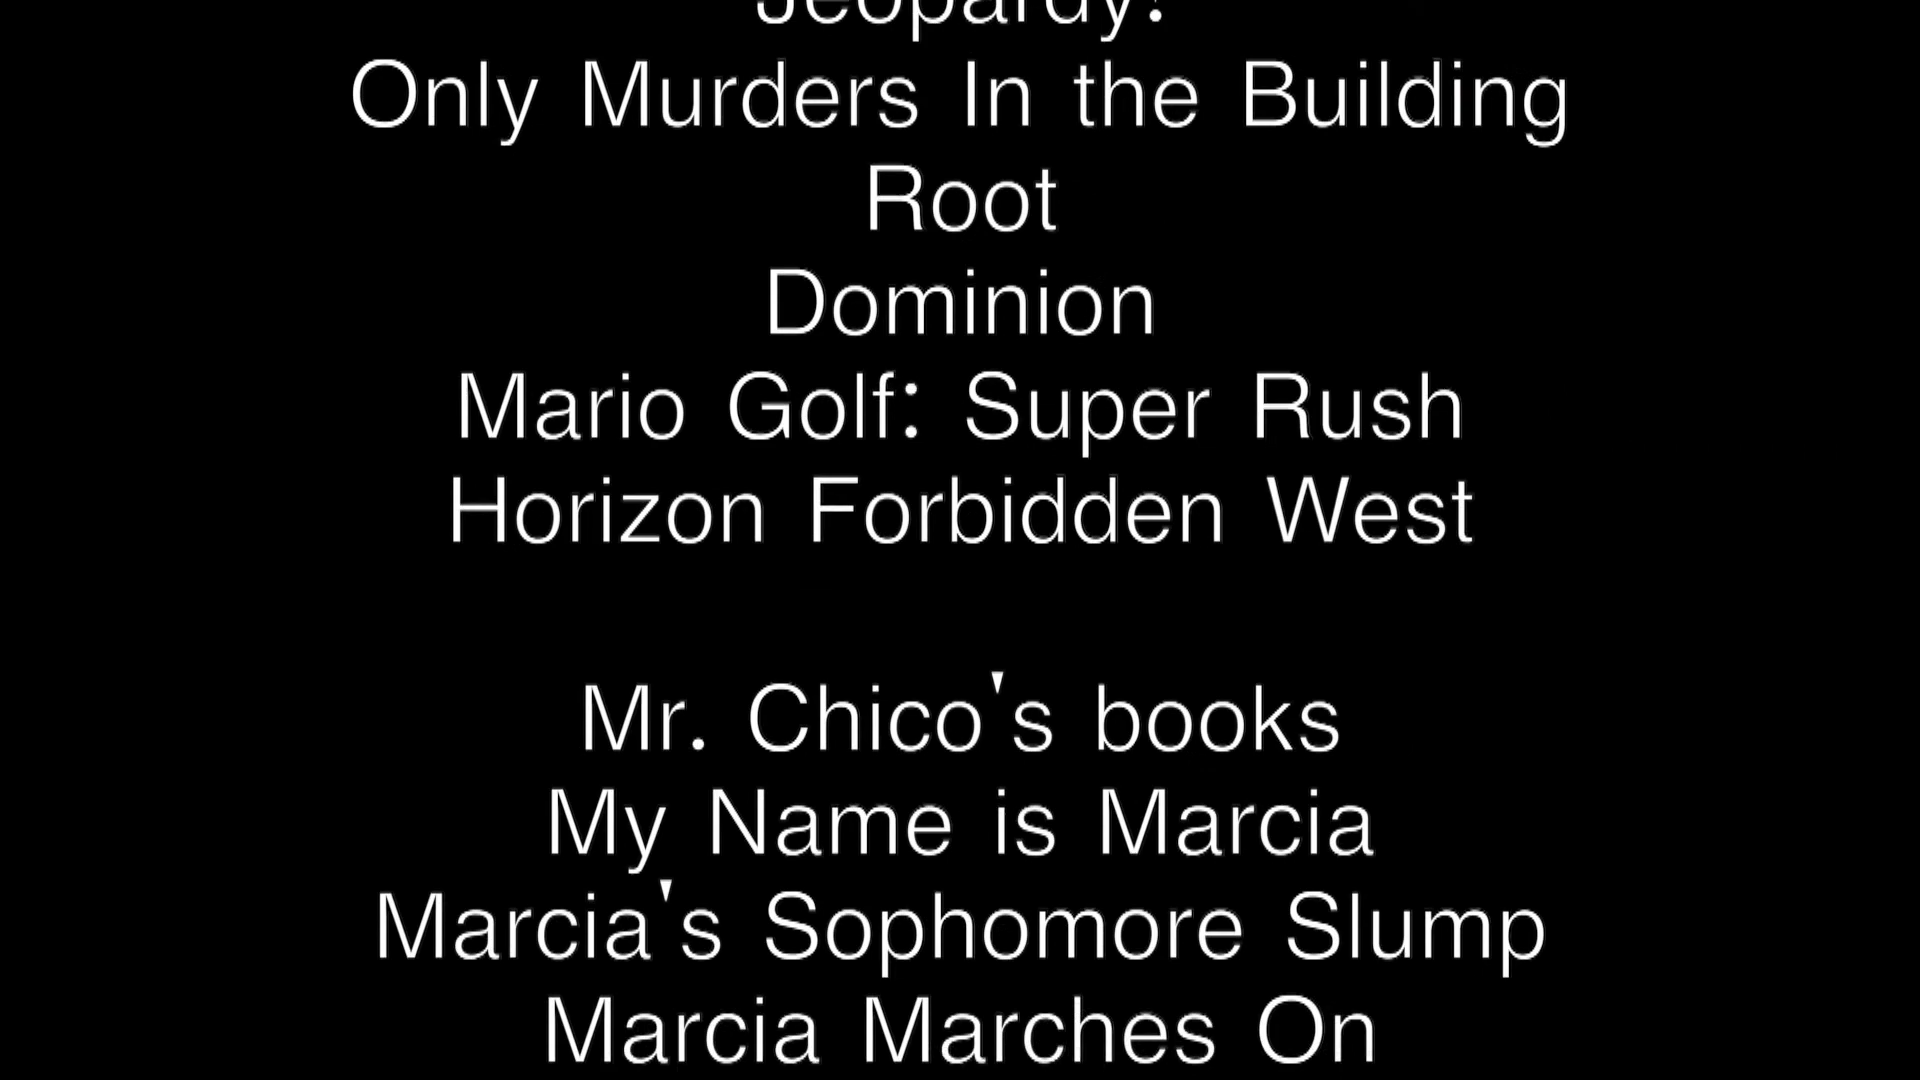 Jeopardy!
Only Murders In the Building
Root
Dominion
Mario Golf: Super Rush
Horizon Forbidden West
Mr. Chico's books
My Name is Marcia
Marcia's Sophomore Slump
Marcia Marches On